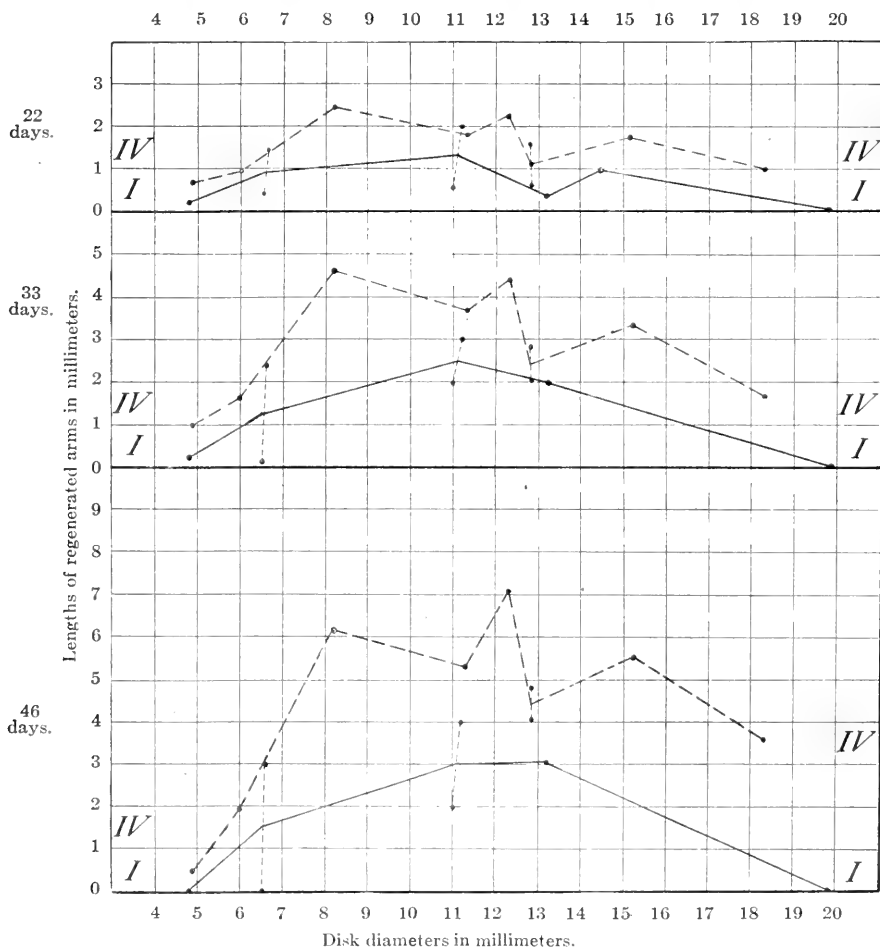 4 5 6 7 8 9 10 11 12 13 14 15 16 17 18 19 20
3
22
days.
2
IV
IV
1
I
I
0
5
33
days.
4
3
2
IV
IV
1
I
I
0
Lengths of regenerated arms in millimeters.
9
8
7
6
5
46
days.
4
IV
3
2
IV
1
I
I
0
4 5 6 7 8 9 10 11 12 13 14 15 16 17 18 19 20
Disk diameters in millimeters.